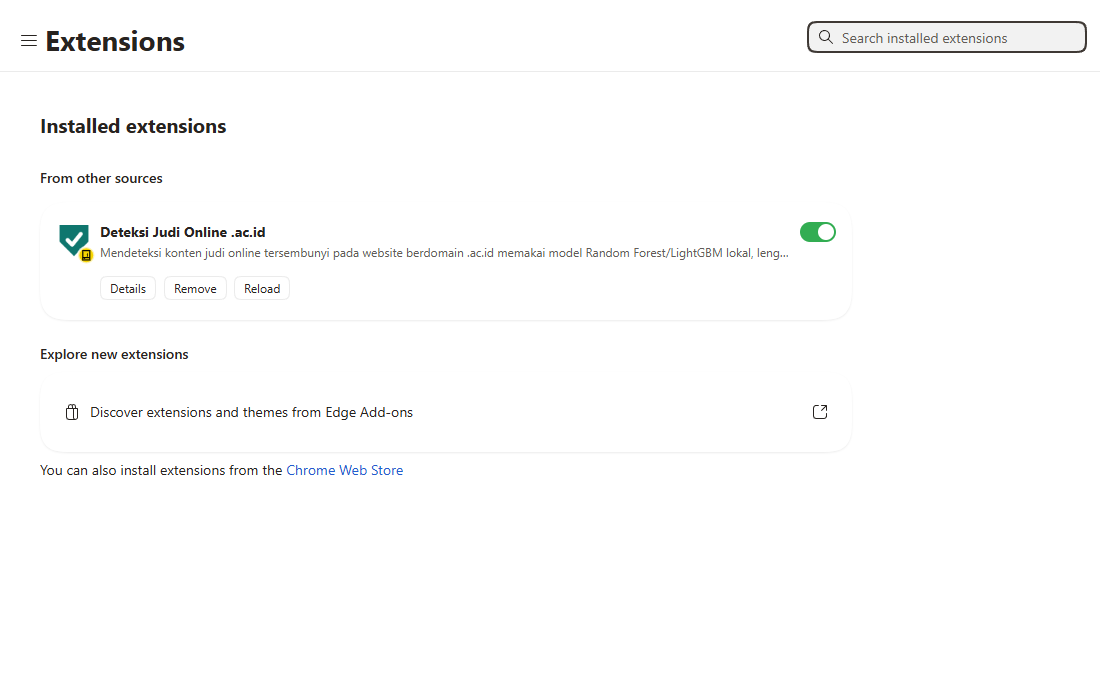 Extensions
Search installed extensions
Installed extensions
From other sources
Deteksi Judi Online .ac.id
Mendeteksi konten judi online tersembunyi pada website berdomain .ac.id memakai model Random Forest/LightGBM lokal, leng...
Details
Remove
Reload
Explore new extensions
Discover extensions and themes from Edge Add-ons
You can also install extensions from the Chrome Web Store